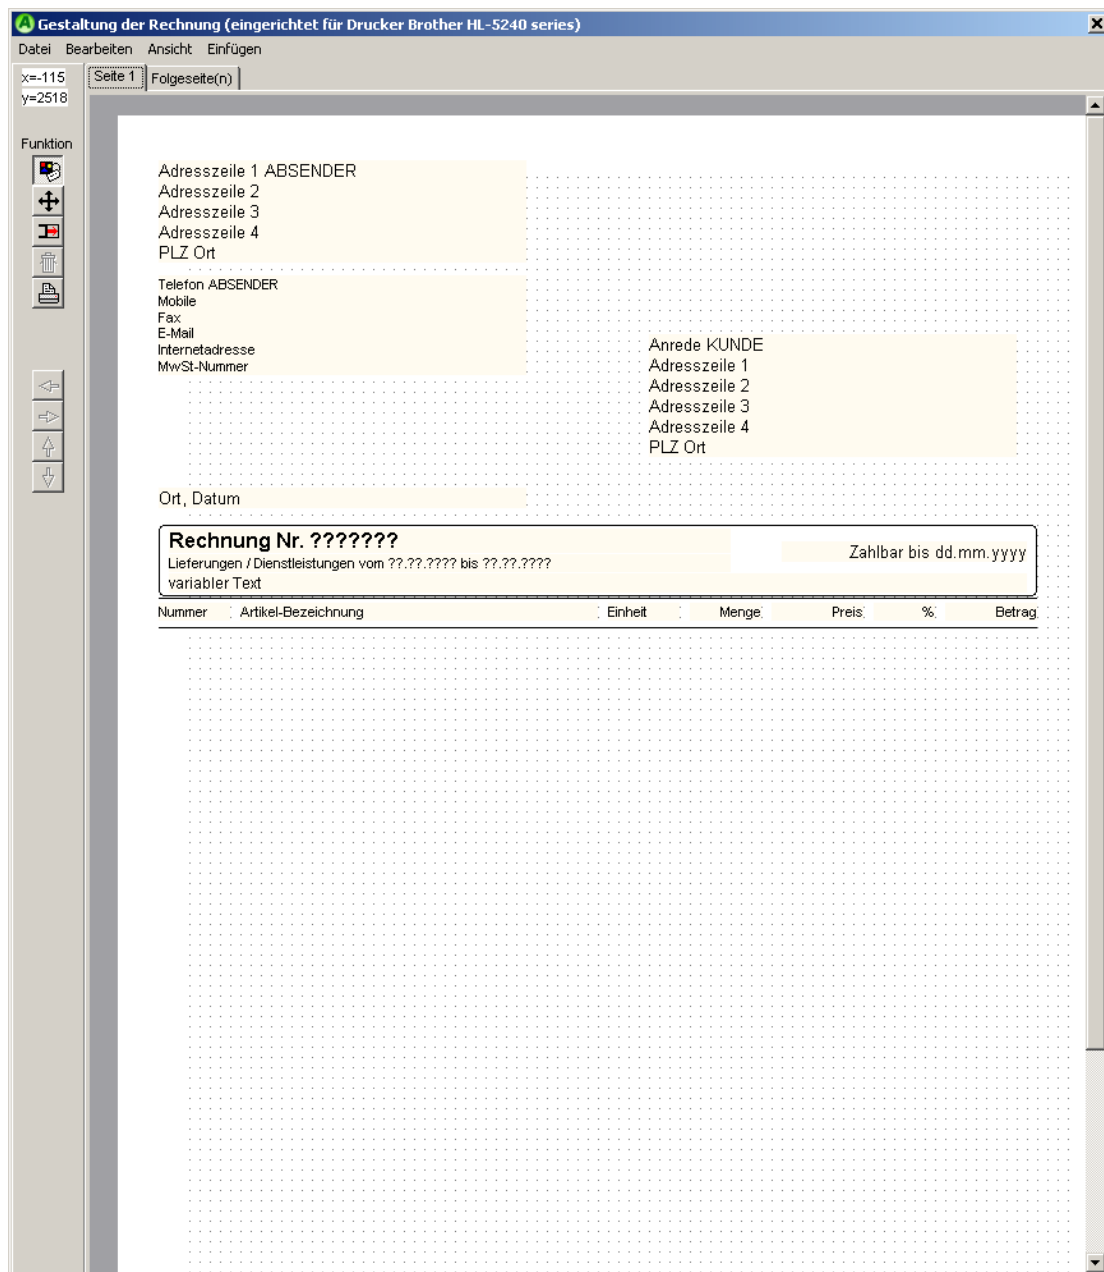 Gestaltung der Rechnung (eingerichtet für Drucker Brother HL-5240 series)
Datei Bearbeiten Ansicht Einfügen
x=-115
y=2518
Seite 1 Folgeseite(n)
Funktion
Adresszeile 1 ABSENDER
Adresszeile 2
Adresszeile 3
Adresszeile 4
PLZ Ort
Telefon ABSENDER
Mobile
Fax
E-Mail
Internetadresse
MwSt-Nummer
Anrede KUNDE
Adresszeile 1
Adresszeile 2
Adresszeile 3
Adresszeile 4
PLZ Ort
Ort, Datum
Rechnung Nr. ???????
Zahlbar bis dd.mm.yyyy
Lieferungen / Dienstleistungen vom ??.??.???? bis ??.??.????
variabler Text
Nummer Artikel-Bezeichnung Einheit Menge Preis % Betrag